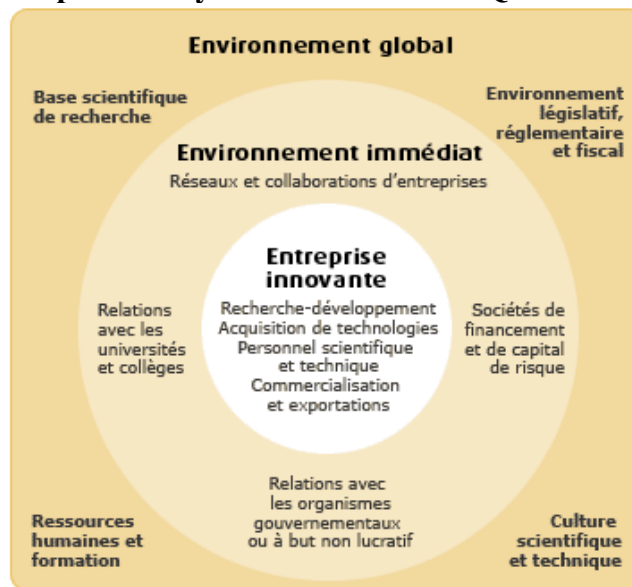 Environnement global
Base scientifique
de recherche
Environnement
législatif,
réglementaire
et fiscal
Environnement immédiat
Réseaux et collaborations d'entreprises
Entreprise
innovante
Recherche-développement
Acquisition de technologies
Personnel scientifique
et technique
Commercialisation
et exportations
Relations
avec les
universités
et collèges
Sociétés de
financement
et de capital
de risque
Relations avec
les organismes
gouvernementaux
ou à but non lucratif
Ressources
humaines et
formation
Culture
scientifique
et technique